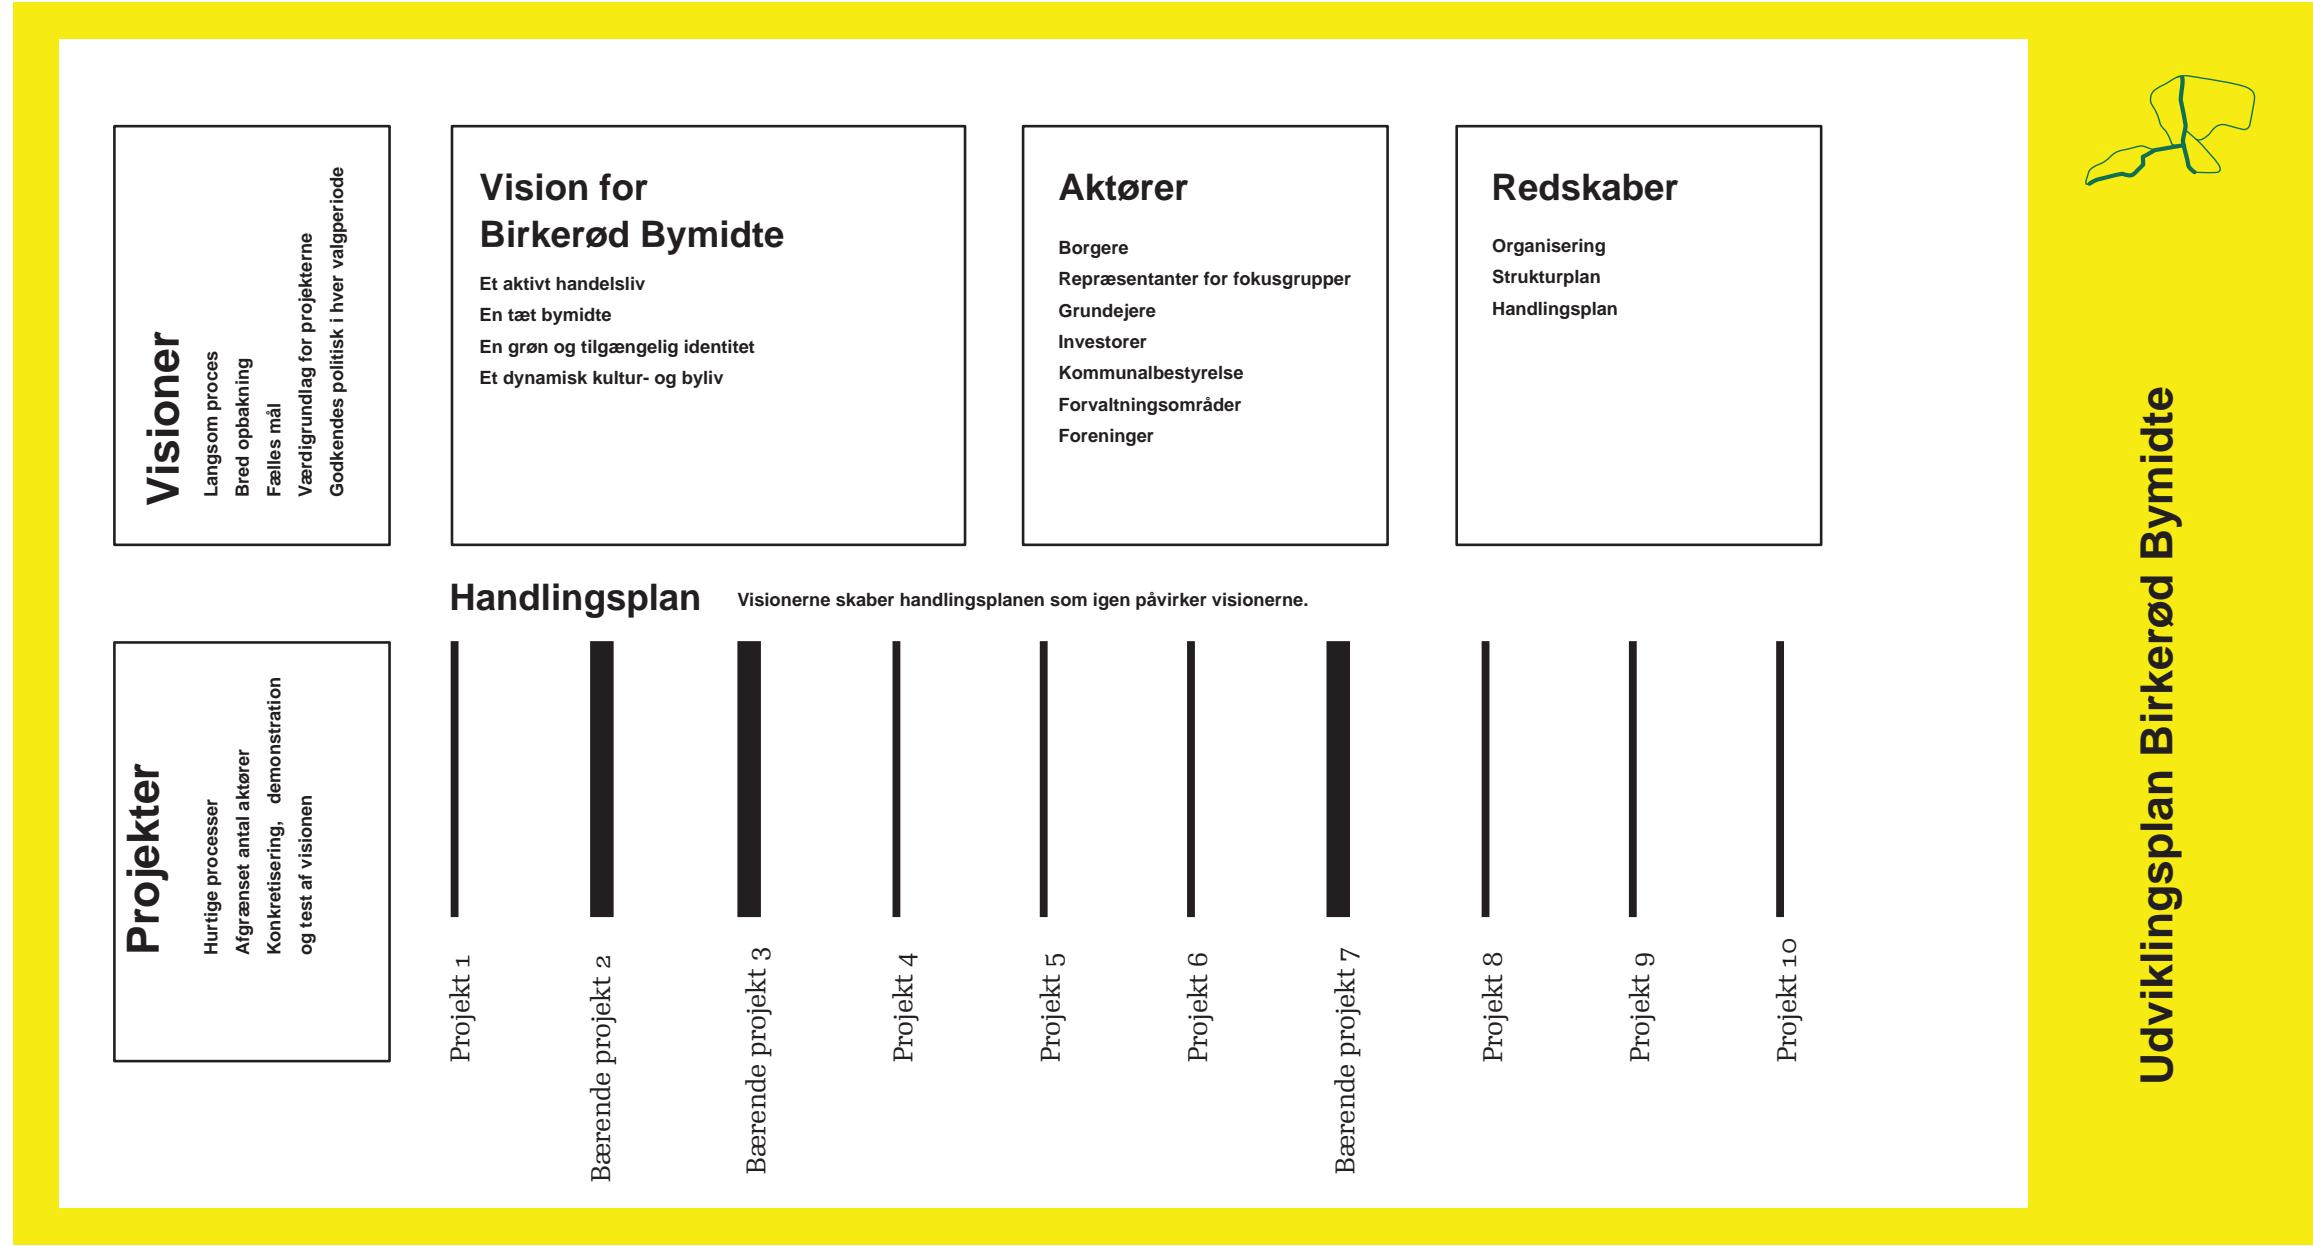 Visioner
Langsom proces
Bred opbakning
Fælles mål
Værdigrundlag for projekterne
Godkendes politisk i hver valgperiode
Vision for
Birkerød Bymidte
Et aktivt handelsliv
En tæt bymidte
En grøn og tilgængelig identitet
Et dynamisk kultur- og byliv
Aktører
Borgere
Repræsentanter for fokusgrupper
Grundejere
Investorer
Kommunalbestyrelse
Forvaltningsområder
Foreninger
Redskaber
Organisering
Strukturplan
Handlingsplan
Handlingsplan
Visionerne skaber handlingsplanen som igen påvirker visionerne.
Projekter
Hurtige processer
Afgrænset antal aktører
Konkretisering, demonstration
og test af visionen
Projekt 1
Bærende projekt 2
Bærende projekt 3
Projekt 4
Projekt 5
Projekt 6
Bærende projekt 7
Projekt 8
Projekt 9
Projekt 10
Udviklingsplan Birkerød Bymidte